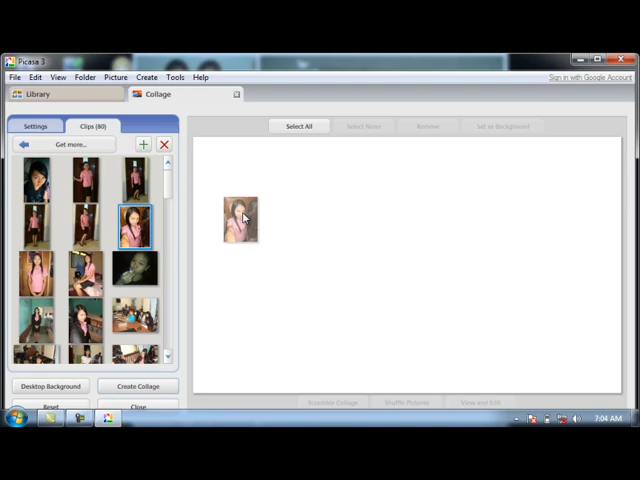 Picasa 3
File Edit View Folder Picture Create Tools Help
Sign in with Google Account
Library Collage
Settings Clips (80)
Get more...
Select All Select None Remove Set as Background
Desktop Background Create Collage
Reset Close
Scramble Collage Shuffle Pictures View and Edit
7:04 AM